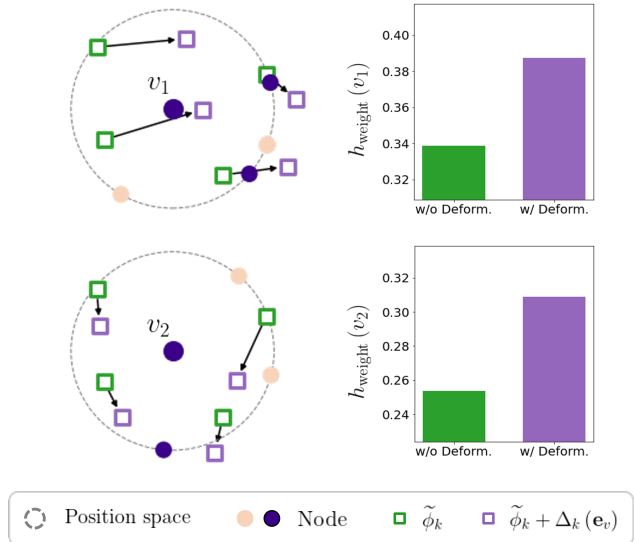 v₁
h_weight (v₁)
0.40
0.38
0.36
0.34
0.32
w/o Deform.
w/ Deform.
v₂
h_weight (v₂)
0.32
0.30
0.28
0.26
0.24
w/o Deform.
w/ Deform.
Position space
Node
ϕ̃ₖ
ϕ̃ₖ + Δₖ (𝐞ᵥ)